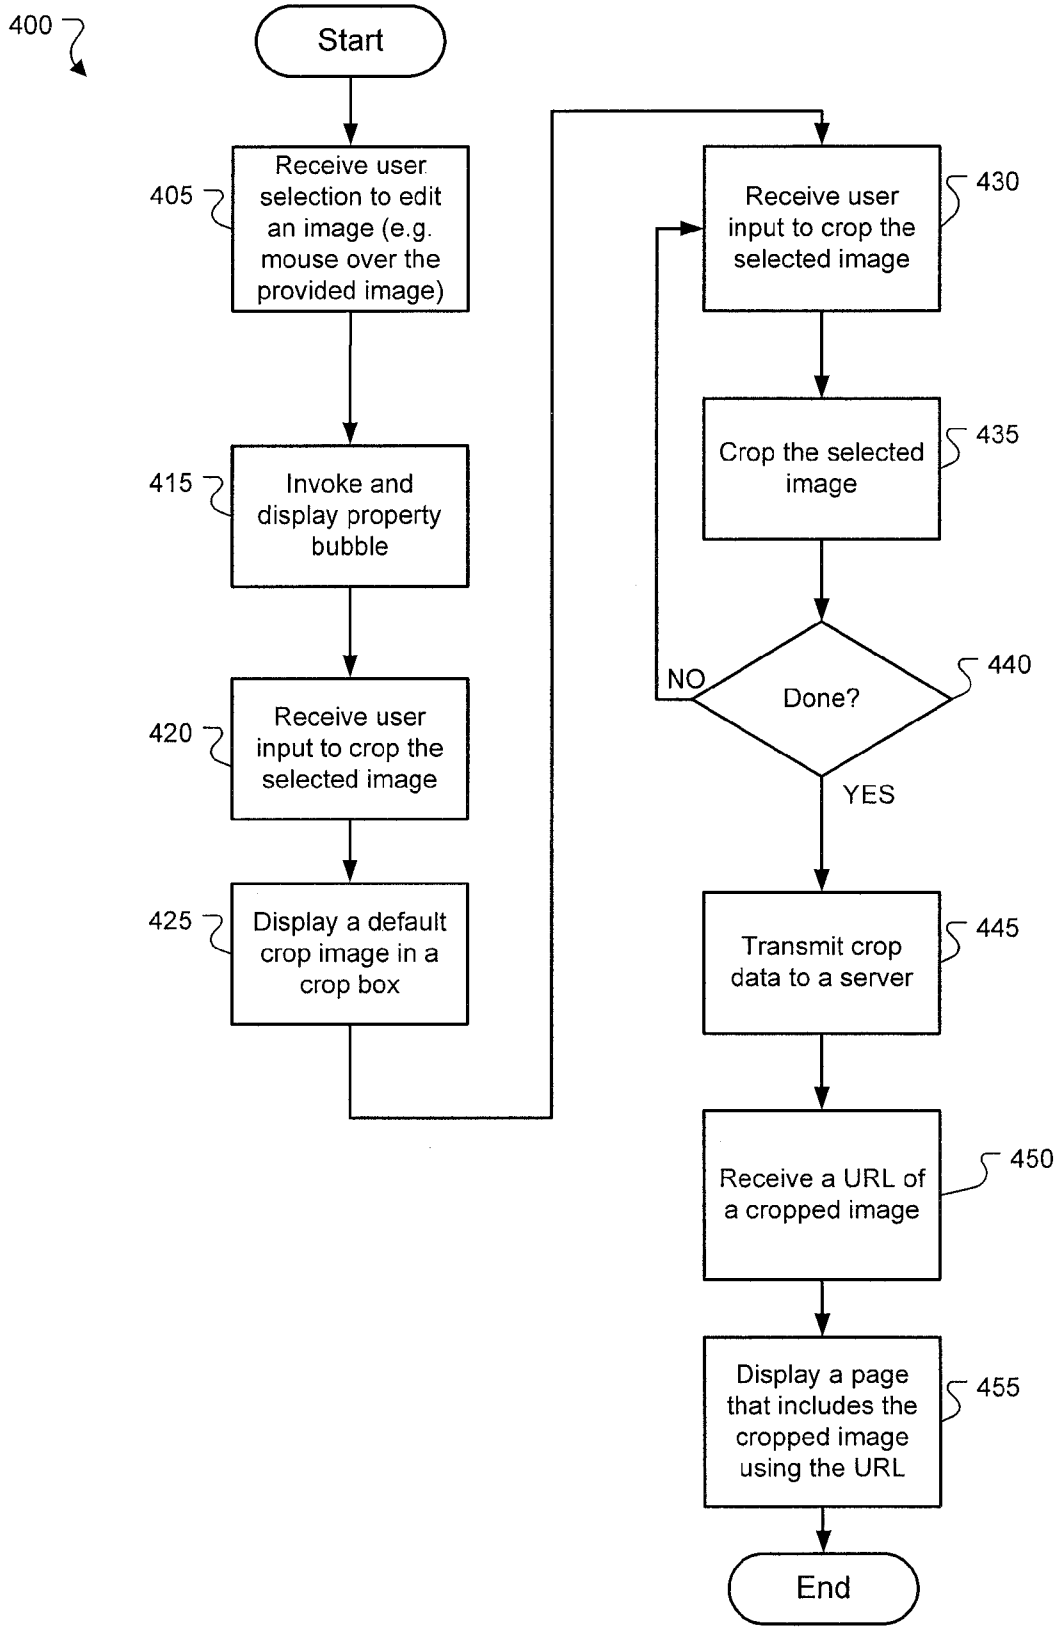 400
Start
405
Receive user
selection to edit
an image (e.g.
mouse over the
provided image)
415
Invoke and
display property
bubble
420
Receive user
input to crop the
selected image
425
Display a default
crop image in a
crop box
430
Receive user
input to crop the
selected image
435
Crop the selected
image
440
Done?
NO
YES
445
Transmit crop
data to a server
450
Receive a URL of
a cropped image
455
Display a page
that includes the
cropped image
using the URL
End